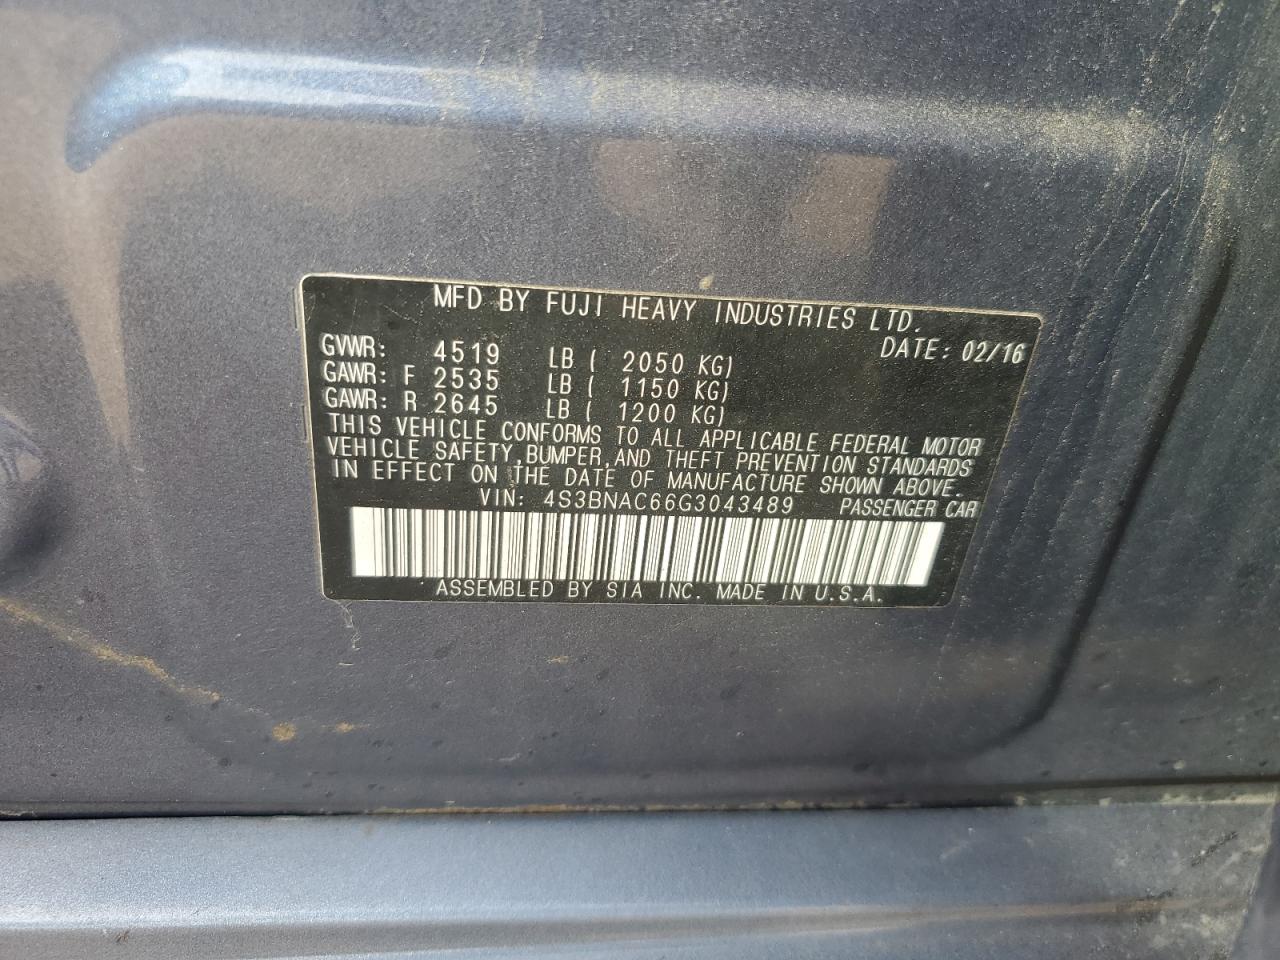 MFD BY FUJI HEAVY INDUSTRIES LTD.
DATE: 02/16
GVWR: 4519 LB ( 2050 KG)
GAWR: F 2535 LB ( 1150 KG)
GAWR: R 2645 LB ( 1200 KG)
THIS VEHICLE CONFORMS TO ALL APPLICABLE FEDERAL MOTOR
VEHICLE SAFETY, BUMPER, AND THEFT PREVENTION STANDARDS
IN EFFECT ON THE DATE OF MANUFACTURE SHOWN ABOVE.
VIN: 4S3BNAC66G3043489 PASSENGER CAR
ASSEMBLED BY SIA INC. MADE IN U.S.A.